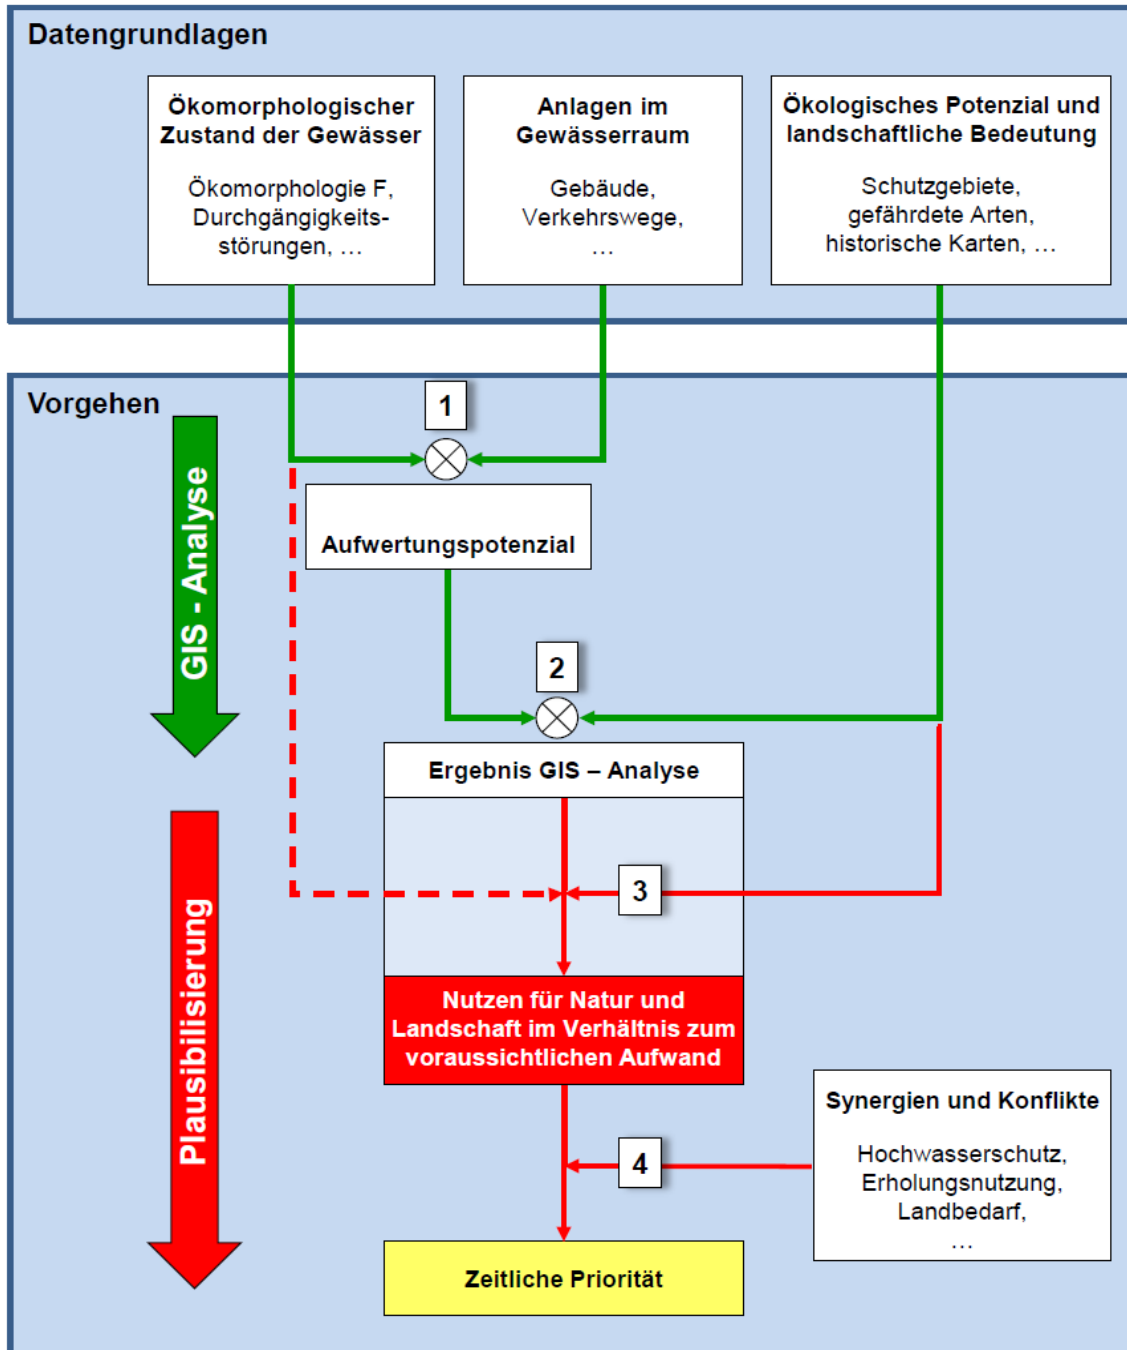 Datengrundlagen
Ökomorphologischer
Zustand der Gewässer
Ökomorphologie F,
Durchgängigkeits-
störungen, …
Anlagen im
Gewässerraum
Gebäude,
Verkehrswege,
…
Ökologisches Potenzial und
landschaftliche Bedeutung
Schutzgebiete,
gefährdete Arten,
historische Karten, …
Vorgehen
GIS - Analyse
1
Aufwertungspotenzial
2
Ergebnis GIS – Analyse
3
Plausibilisierung
Nutzen für Natur und
Landschaft im Verhältnis zum
voraussichtlichen Aufwand
Synergien und Konflikte
Hochwasserschutz,
Erholungsnutzung,
Landbedarf,
…
4
Zeitliche Priorität